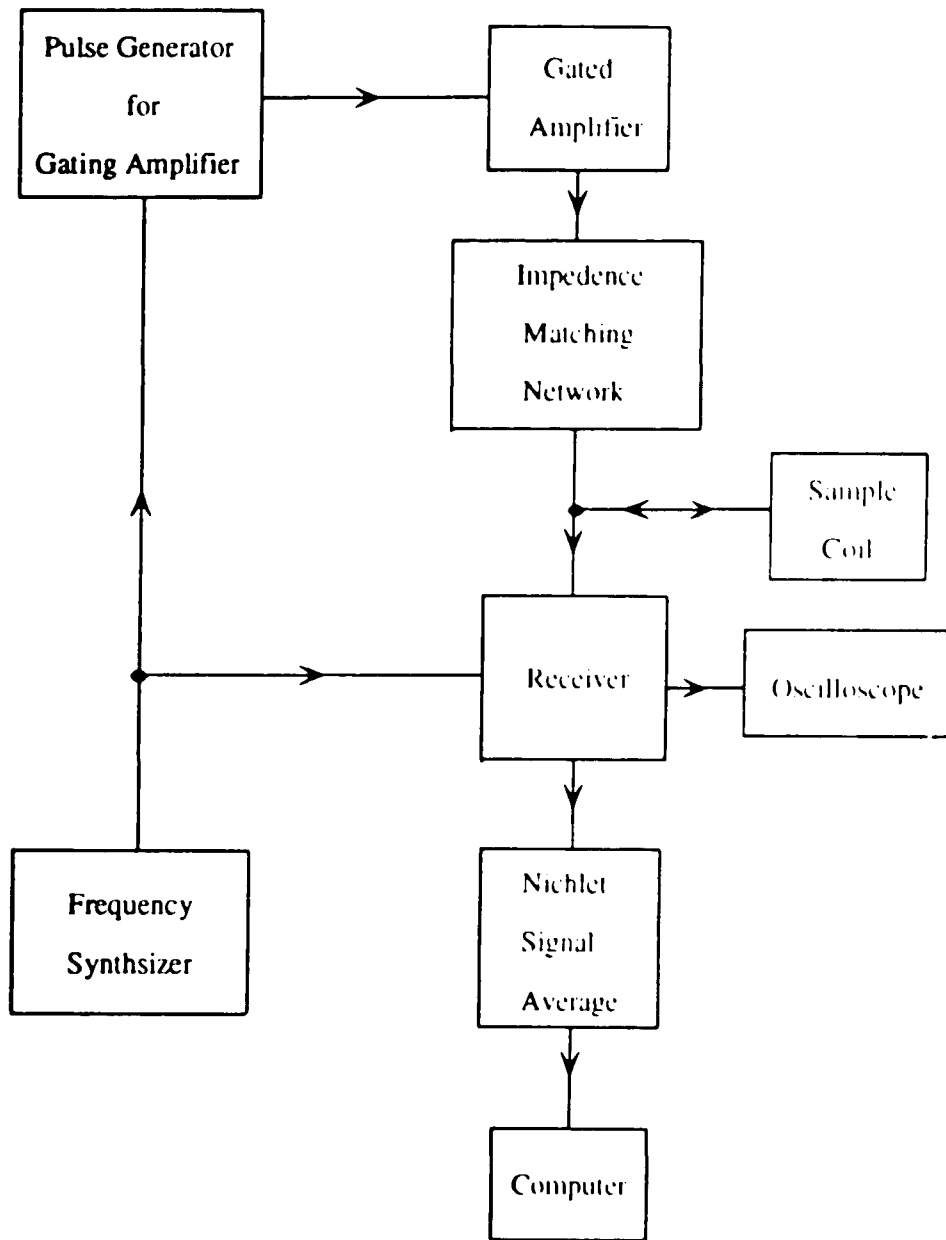 Pulse Generator
for
Gating Amplifier
Gated
Amplifier
Impedence
Matching
Network
Sample
Coil
Receiver
Oscilloscope
Frequency
Synthsizer
Nichlet
Signal
Average
Computer